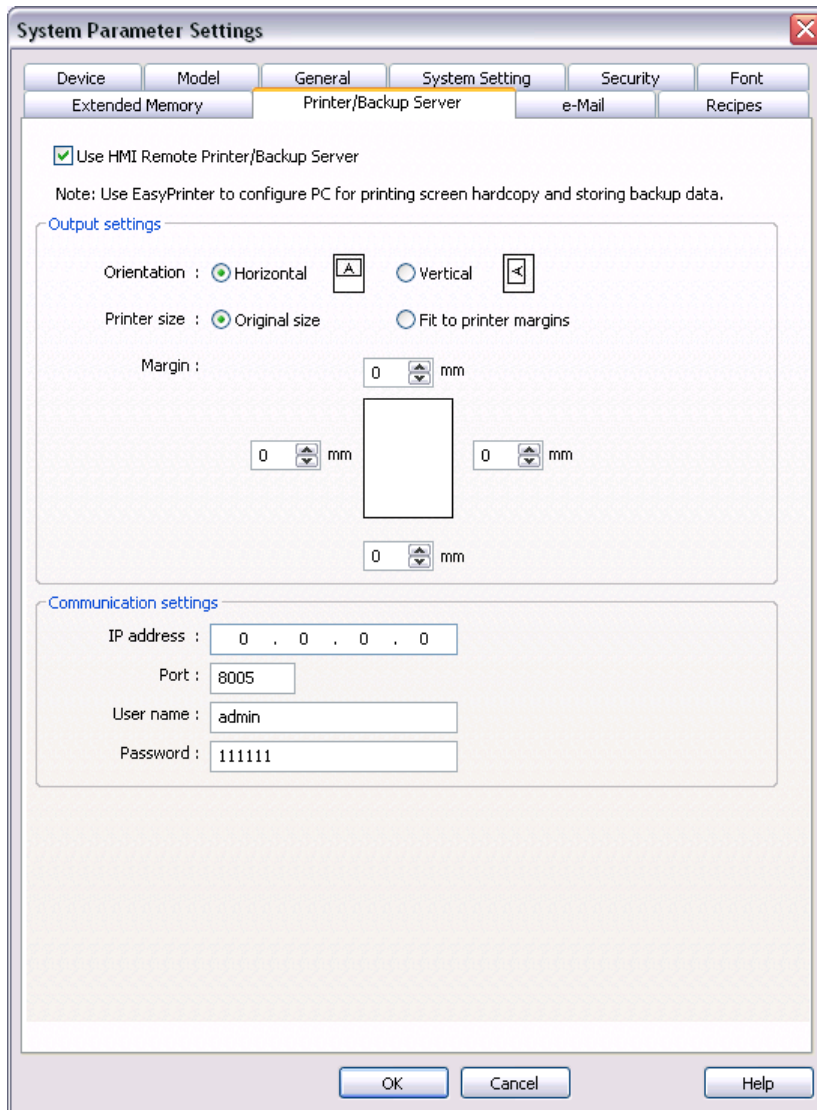 System Parameter Settings
Device Model General System Setting Security Font
Extended Memory Printer/Backup Server e-Mail Recipes
Use HMI Remote Printer/Backup Server
Note: Use EasyPrinter to configure PC for printing screen hardcopy and storing backup data.
Output settings
Orientation : Horizontal A Vertical A
Printer size : Original size Fit to printer margins
Margin : 0 mm
0 mm 0 mm
0 mm
Communication settings
IP address : 0 . 0 . 0 . 0
Port : 8005
User name : admin
Password : 111111
OK Cancel Help